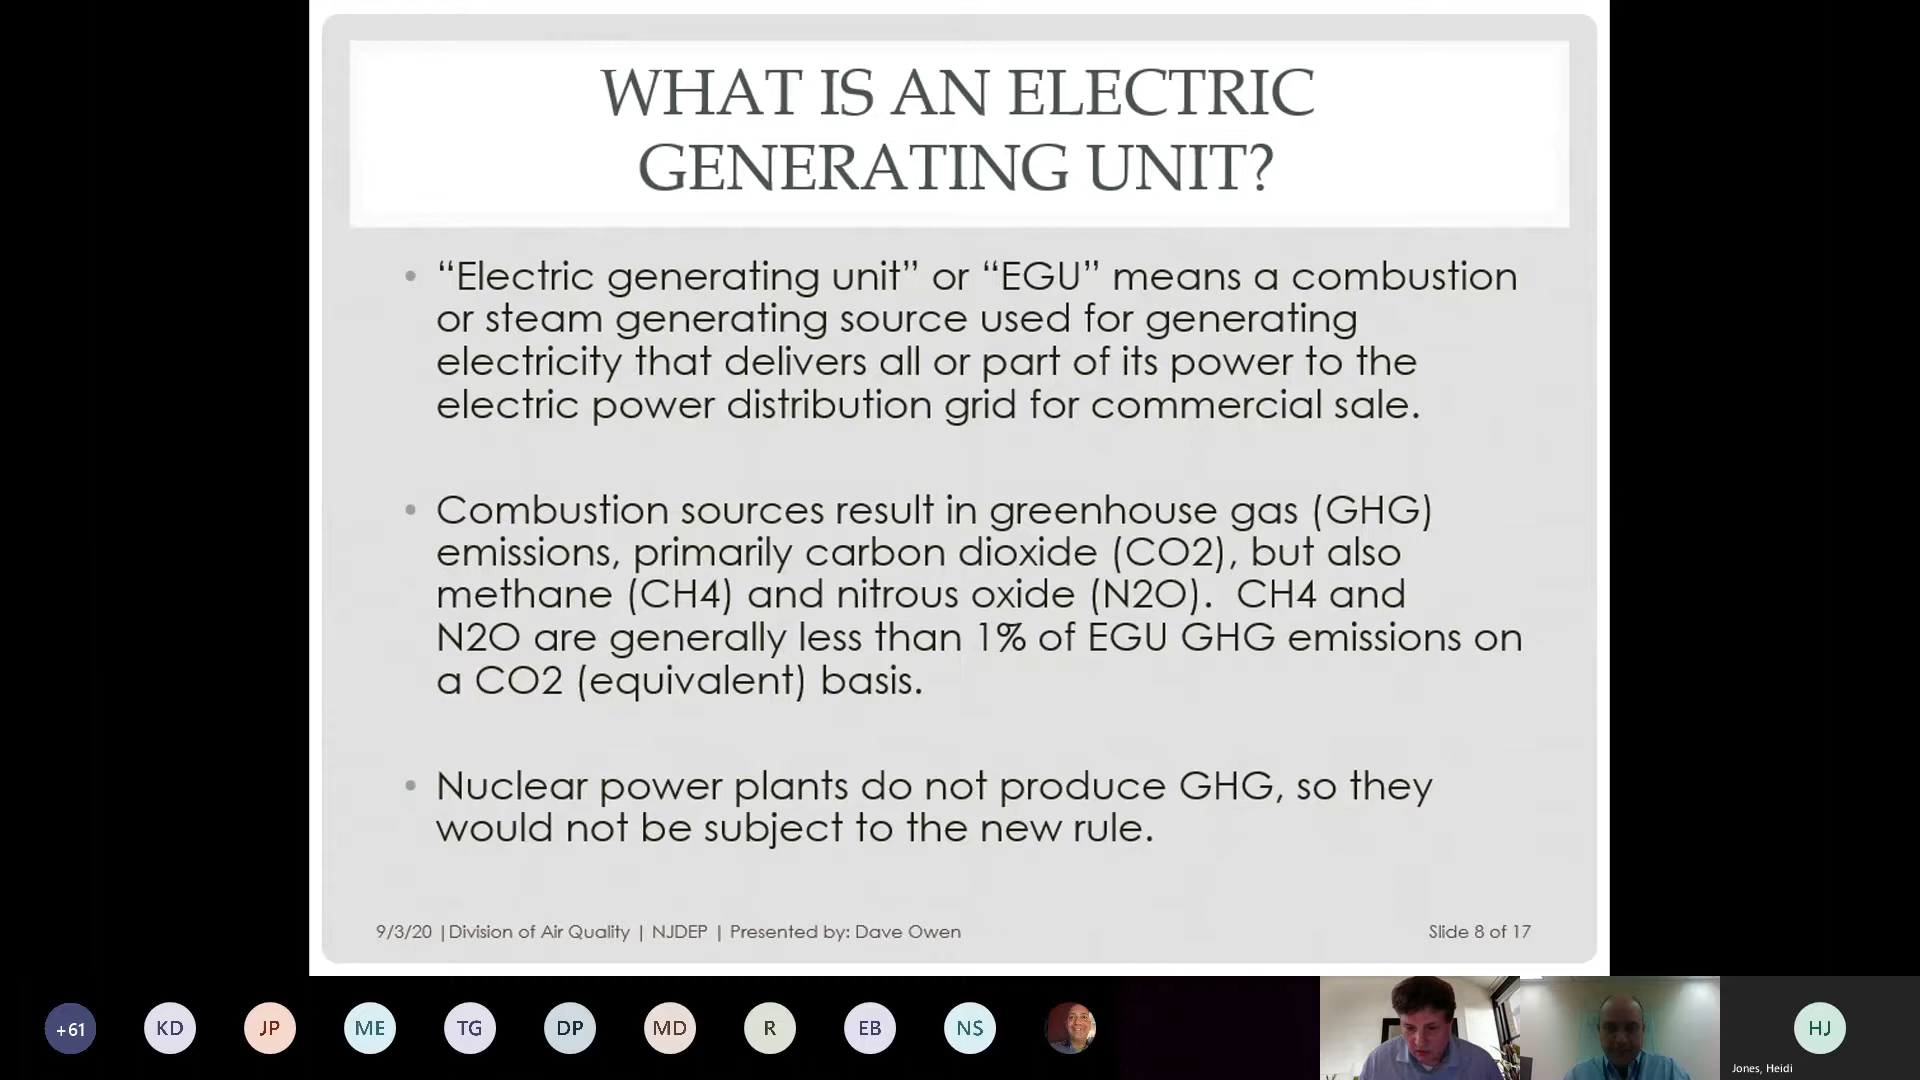 WHAT IS AN ELECTRIC
GENERATING UNIT?
• “Electric generating unit” or “EGU” means a combustion
or steam generating source used for generating
electricity that delivers all or part of its power to the
electric power distribution grid for commercial sale.
• Combustion sources result in greenhouse gas (GHG)
emissions, primarily carbon dioxide (CO2), but also
methane (CH4) and nitrous oxide (N2O).  CH4 and
N2O are generally less than 1% of EGU GHG emissions on
a CO2 (equivalent) basis.
• Nuclear power plants do not produce GHG, so they
would not be subject to the new rule.
9/3/20 |Division of Air Quality | NJDEP | Presented by: Dave Owen
Slide 8 of 17
+61
KD
JP
ME
TG
DP
MD
R
EB
NS
HJ
Jones, Heidi